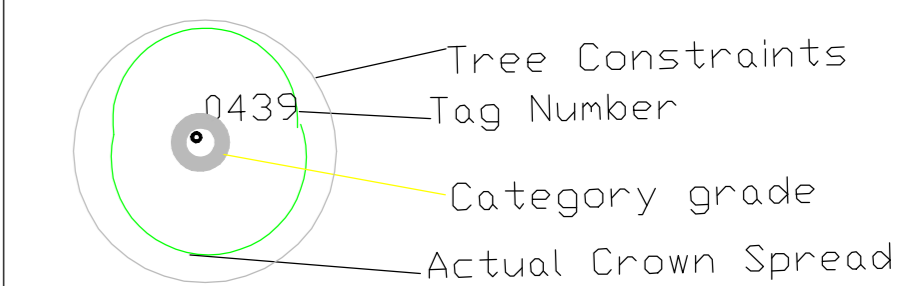 Tree Constraints
0439
Tag Number
Category grade
Actual Crown Spread